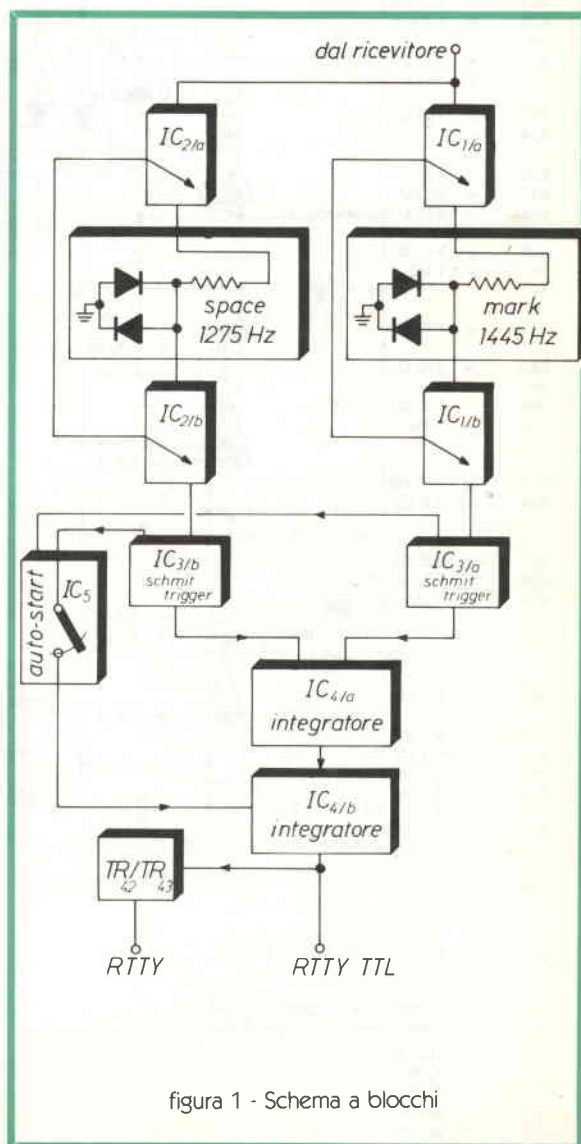 dal ricevitore
IC2/a
IC1/a
space
1275 Hz
mark
1445 Hz
IC2/b
IC1/b
auto-start
IC5
IC3/b
schmit
trigger
IC3/a
schmit
trigger
IC4/a
integratore
IC4/b
integratore
TR42/TR43
RTTY
RTTY TTL
figura 1 - Schema a blocchi